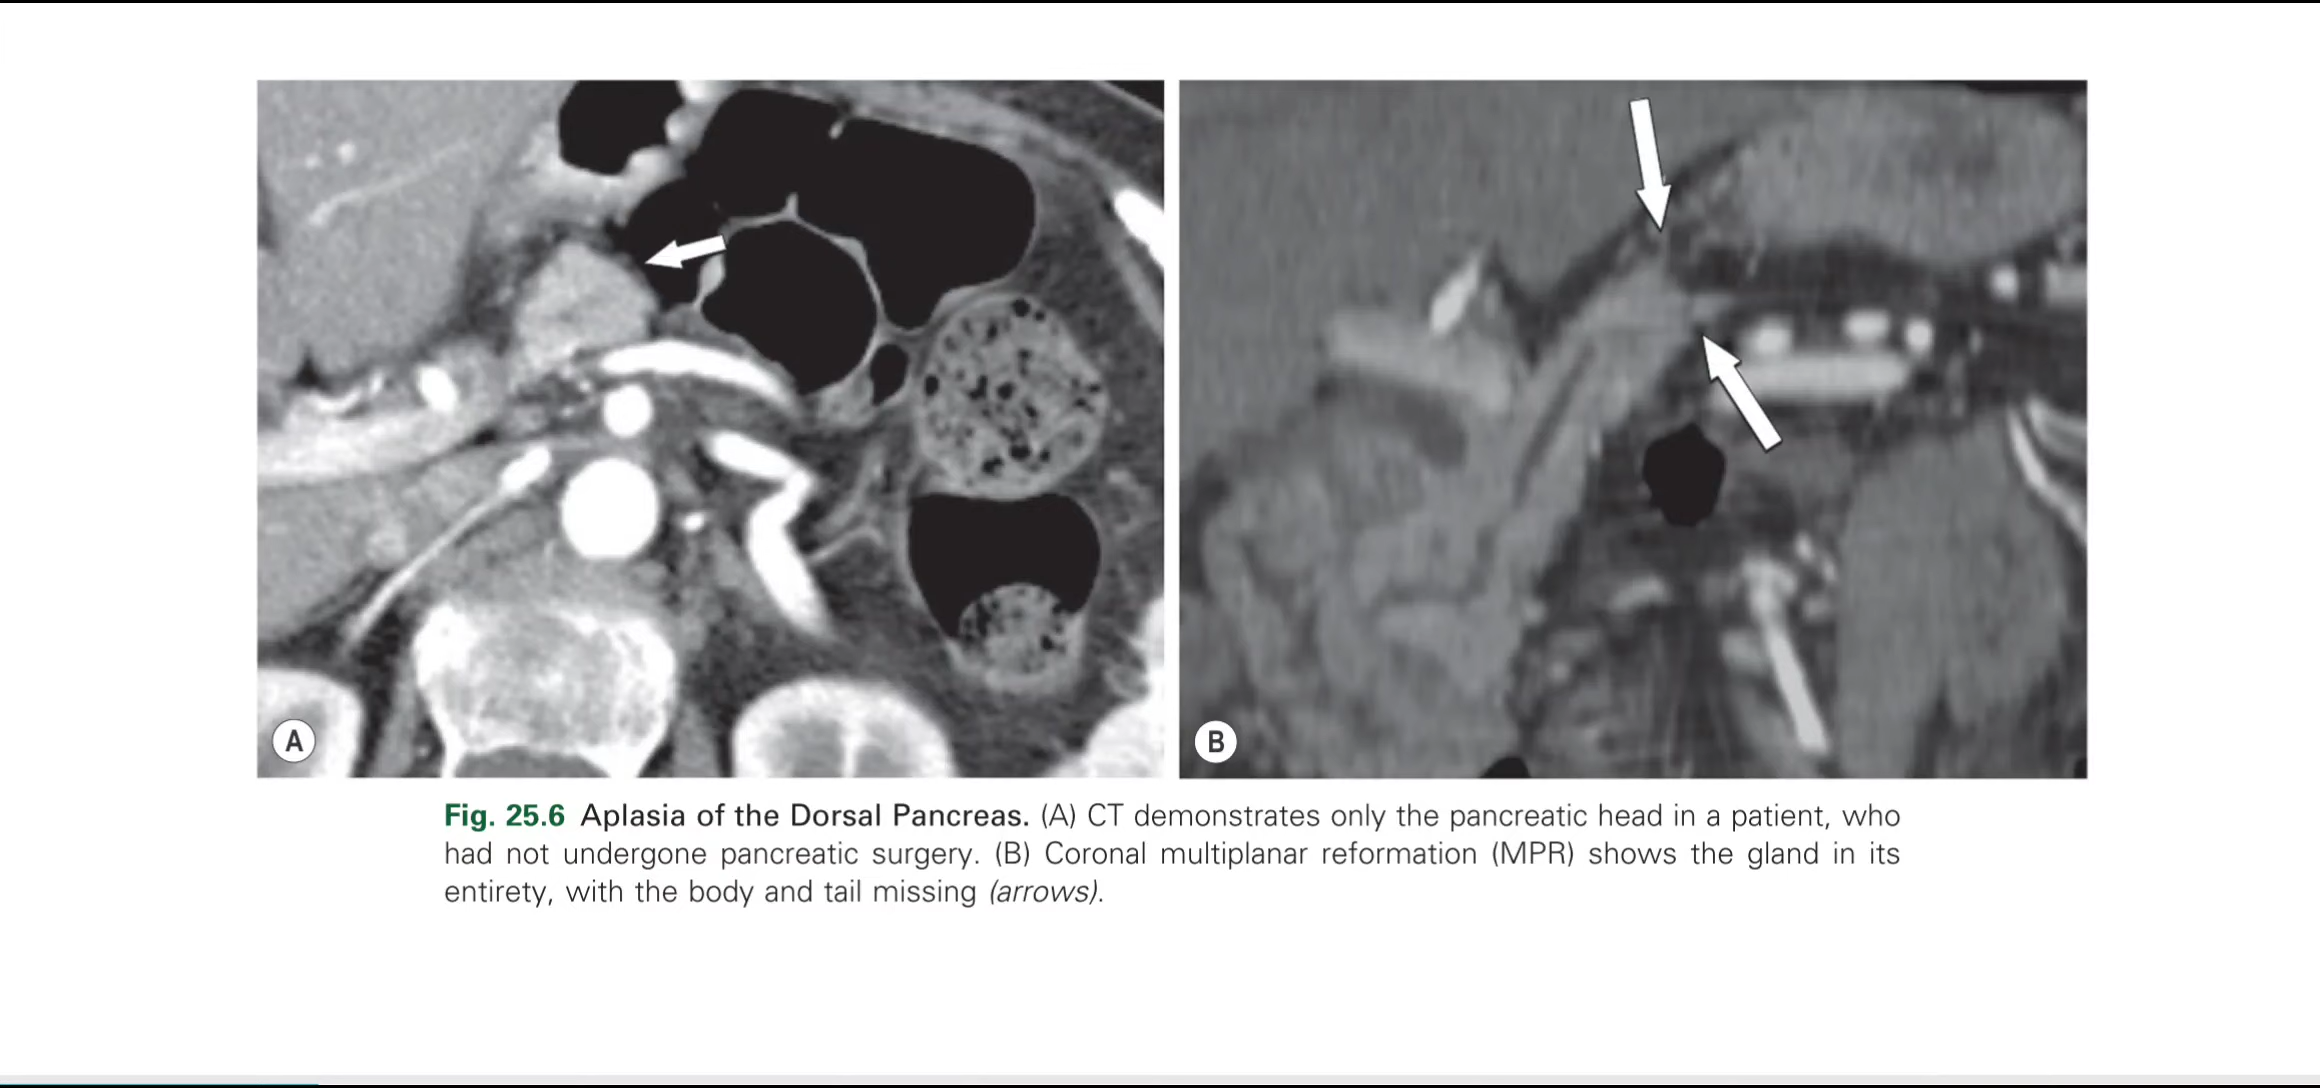 A
B
Fig. 25.6 Aplasia of the Dorsal Pancreas. (A) CT demonstrates only the pancreatic head in a patient, who
had not undergone pancreatic surgery. (B) Coronal multiplanar reformation (MPR) shows the gland in its
entirety, with the body and tail missing (arrows).